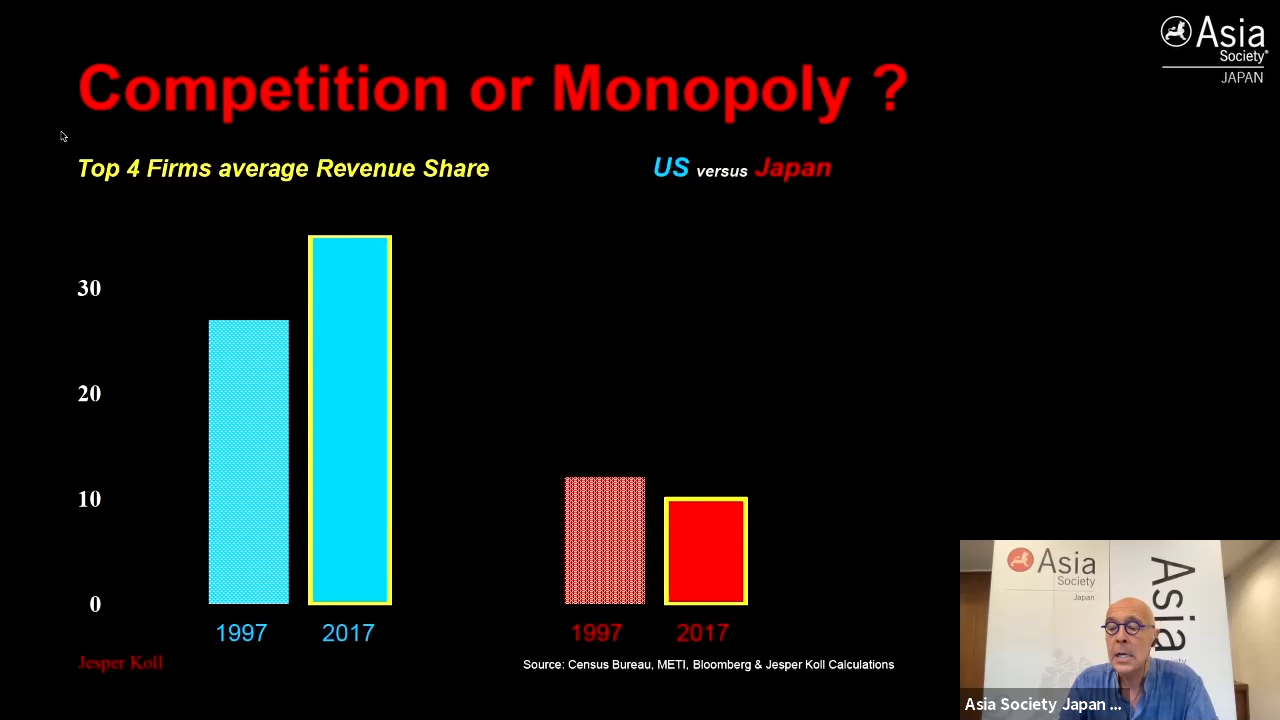 Competition or Monopoly ?
Asia
Society
JAPAN
Top 4 Firms average Revenue Share
US versus Japan
30
20
10
0
1997
2017
1997
2017
Jesper Koll
Source: Census Bureau, METI, Bloomberg & Jesper Koll Calculations
Asia
Society
Japan
Asia
Asia Society Japan ...